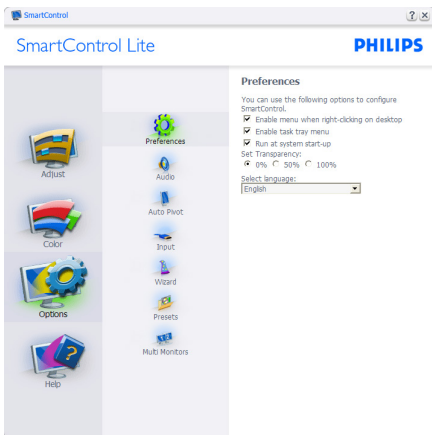 SmartControl
SmartControl Lite
PHILIPS
Adjust
Color
Options
Help
Preferences
Audio
Auto Pivot
Input
Wizard
Presets
Multi Monitors
Preferences
You can use the following options to configure
SmartControl.
Enable menu when right-clicking on desktop
Enable task tray menu
Run at system start-up
Set Transparency:
0% 50% 100%
Select language:
English